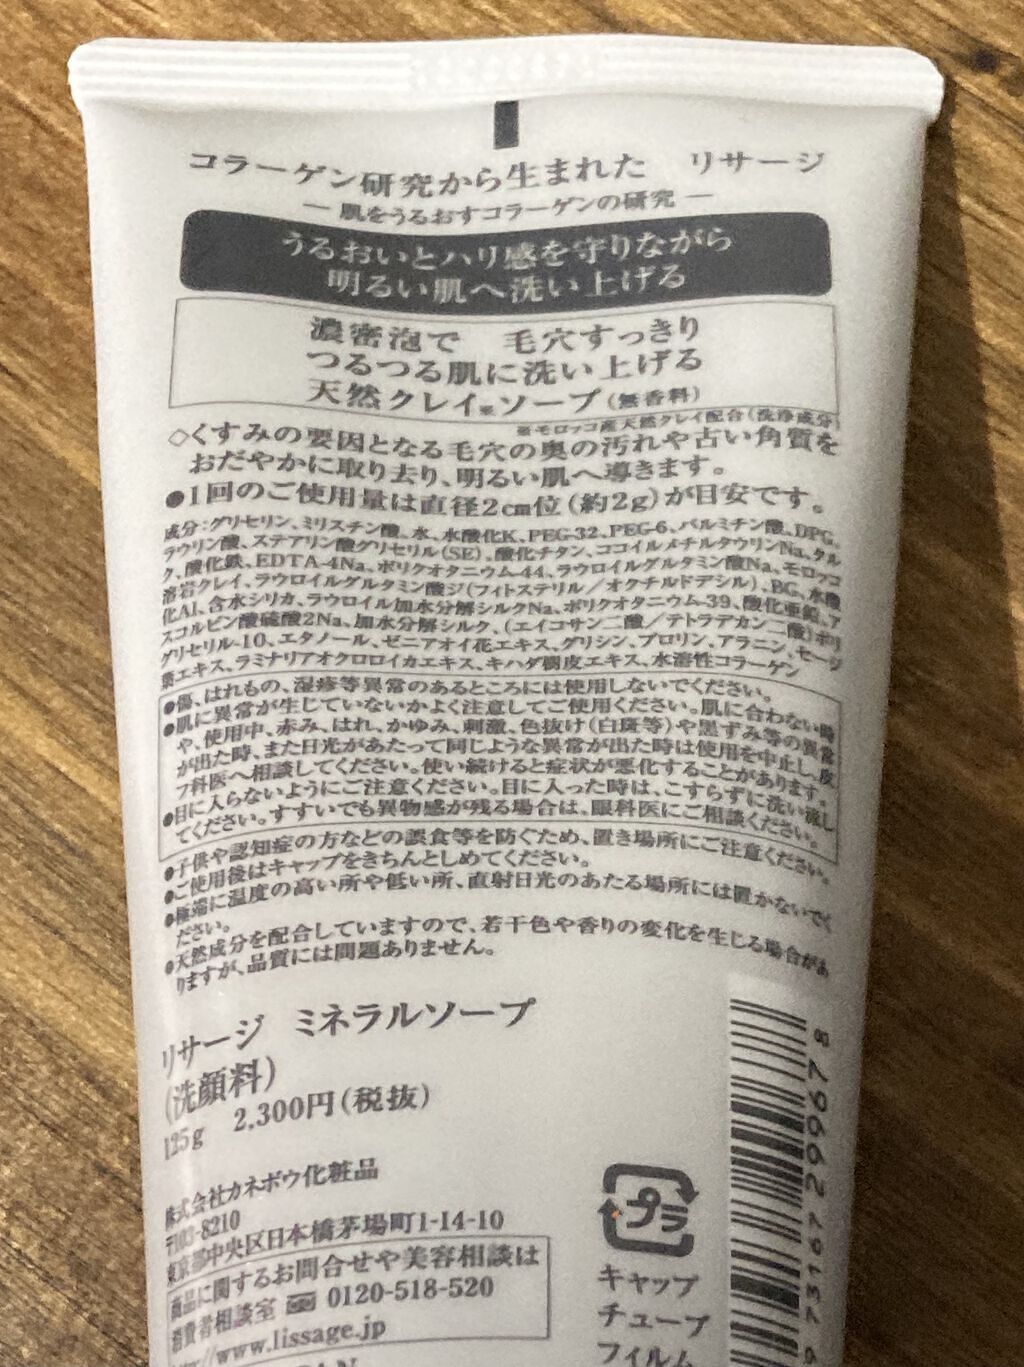 コラーゲン研究から生まれた　リサージ
― 肌をうるおすコラーゲンの研究 ―
うるおいとハリ感を守りながら
明るい肌へ洗い上げる
濃密泡で　毛穴すっきり
つるつる肌に洗い上げる
天然クレイ※ソープ(無香料)
※モロッコ産天然クレイ配合(洗浄成分)
◇くすみの要因となる毛穴の奥の汚れや古い角質を
おだやかに取り去り、明るい肌へ導きます。
●1回のご使用量は直径2cm位(約2g)が目安です。
成分:グリセリン、ミリスチン酸、水、水酸化K、PEG-32、PEG-6、パルミチン酸、DPG、
ラウリン酸、ステアリン酸グリセリル(SE)、酸化チタン、ココイルメチルタウリンNa、タル
ク、酸化鉄、EDTA-4Na、ポリクオタニウム-44、ラウロイルグルタミン酸Na、モロッコ
溶岩クレイ、ラウロイルグルタミン酸ジ(フィトステリル／オクチルドデシル)、BG、水酸
化Al、含水シリカ、ラウロイル加水分解シルクNa、ポリクオタニウム-39、酸化亜鉛、ア
スコルビン酸硫酸2Na、加水分解シルク、(エイコサン二酸／テトラデカン二酸)ポリ
グリセリル-10、エタノール、ゼニアオイ花エキス、グリシン、プロリン、アラニン、セージ
葉エキス、ラミナリアオクロロイカエキス、キハダ樹皮エキス、水溶性コラーゲン
●傷、はれもの、湿疹等異常のあるところには使用しないでください。
●肌に異常が生じていないかよく注意してご使用ください。肌に合わない時
や、使用中、赤み、はれ、かゆみ、刺激、色抜け(白斑等)や黒ずみ等の異常
が出た時、また日光があたって同じような異常が出た時は使用を中止し、皮
フ科医へ相談してください。使い続けると症状が悪化することがあります。
●目に入らないようにご注意ください。目に入った時は、こすらずに洗い流し
てください。すすいでも異物感が残る場合は、眼科医にご相談ください。
●子供や認知症の方などの誤食等を防ぐため、置き場所にご注意ください。
●ご使用後はキャップをきちんとしめてください。
●極端に温度の高い所や低い所、直射日光のあたる場所には置かないでく
ださい。
●天然成分を配合していますので、若干色や香りの変化を生じる場合があ
りますが、品質には問題ありません。
リサージ　ミネラルソープ
(洗顔料)
125g　2,300円(税抜)
株式会社カネボウ化粧品
〒103-8210
東京都中央区日本橋茅場町1-14-10
商品に関するお問合せや美容相談は
消費者相談室 0120-518-520
http://www.lissage.jp
プラ
キャップ
チューブ
フィルム
973167 299678